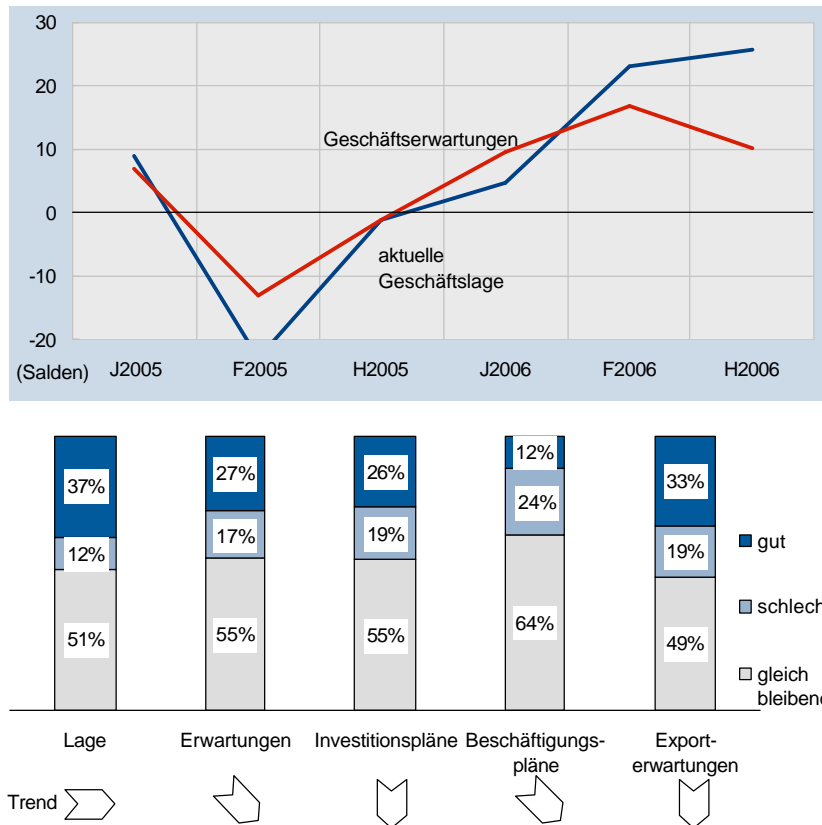 30
20
Geschäftserwartungen
10
0
aktuelle
Geschäftslage
-10
-20
(Salden) J2005 F2005 H2005 J2006 F2006 H2006
37% 27% 26% 12% 33%
12% 17% 19% 24% 19%
51% 55% 55% 64% 49%
gut
schlech
gleich
bleibend
Lage Erwartungen Investitionspläne Beschäftigungs- Export-
pläne erwartungen
Trend